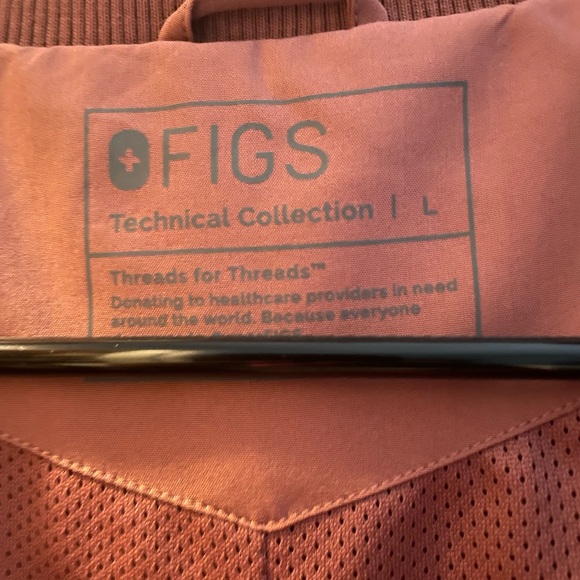 FIGS
Technical Collection | L
Threads for Threads™
Donating to healthcare providers in need
around the world. Because everyone